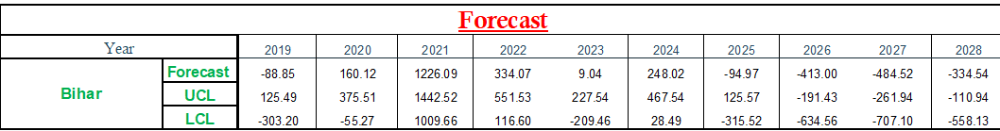 Forecast
Year 2019 2020 2021 2022 2023 2024 2025 2026 2027 2028
Bihar Forecast -88.85 160.12 1226.09 334.07 9.04 248.02 -94.97 -413.00 -484.52 -334.54
UCL 125.49 375.51 1442.52 551.53 227.54 467.54 125.57 -191.43 -261.94 -110.94
LCL -303.20 -55.27 1009.66 116.60 -209.46 28.49 -315.52 -634.56 -707.10 -558.13